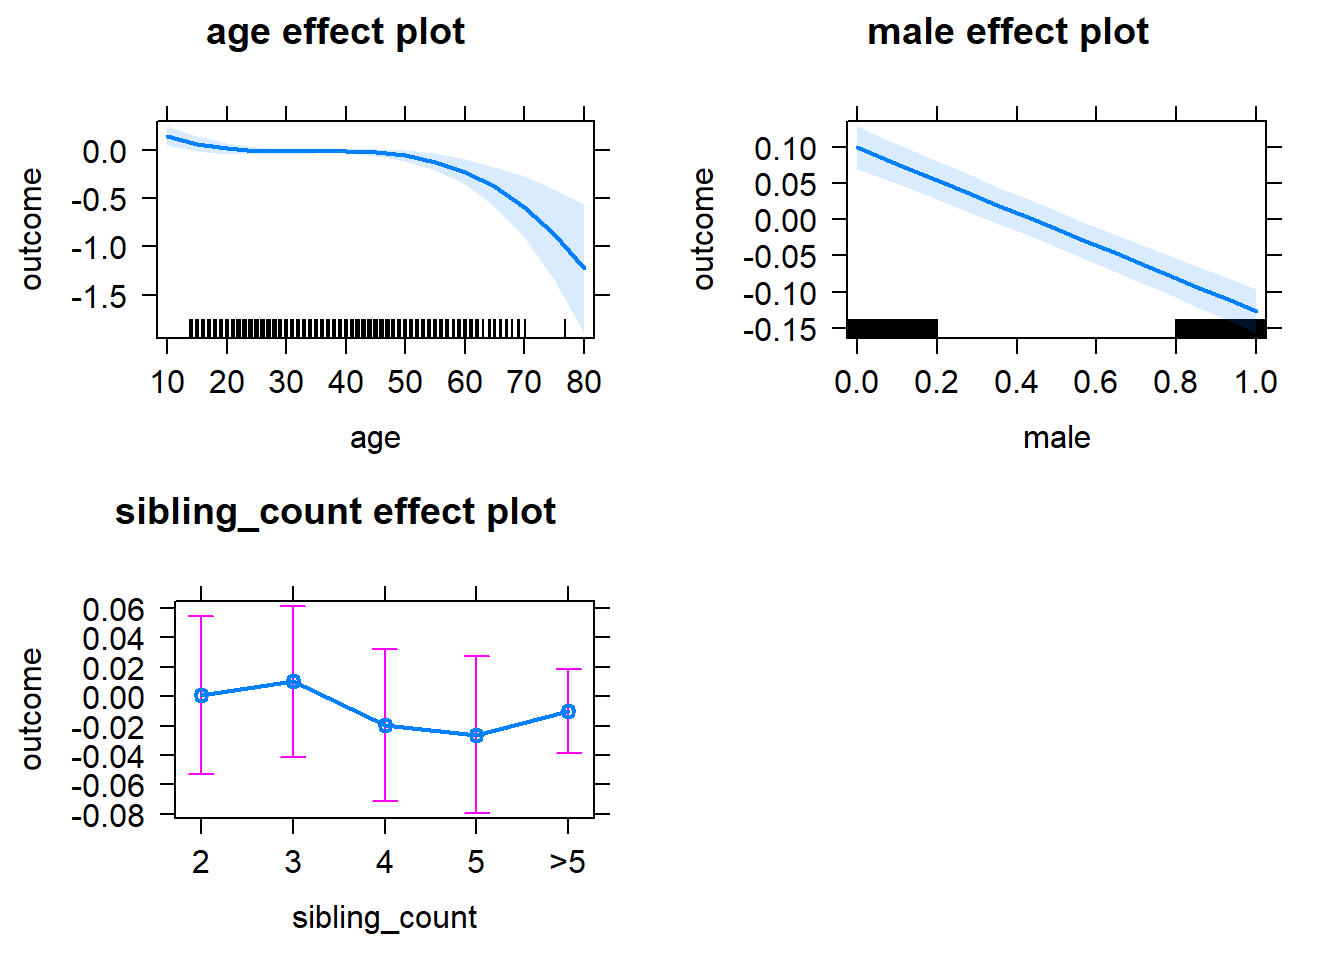 age effect plot
outcome
0.0
-0.5
-1.0
-1.5
10 20 30 40 50 60 70 80
age
male effect plot
outcome
0.10
0.05
0.00
-0.05
-0.10
-0.15
0.0 0.2 0.4 0.6 0.8 1.0
male
sibling_count effect plot
outcome
0.06
0.04
0.02
0.00
-0.02
-0.04
-0.06
-0.08
2 3 4 5 >5
sibling_count